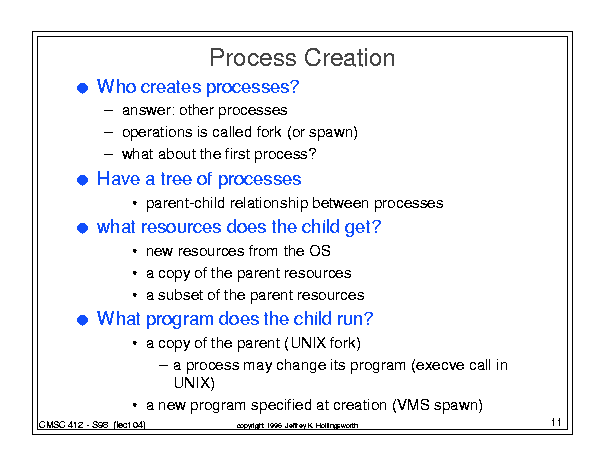 Process Creation
● Who creates processes?
– answer: other processes
– operations is called fork (or spawn)
– what about the first process?
● Have a tree of processes
• parent-child relationship between processes
● what resources does the child get?
• new resources from the OS
• a copy of the parent resources
• a subset of the parent resources
● What program does the child run?
• a copy of the parent (UNIX fork)
– a process may change its program (execve call in
UNIX)
• a new program specified at creation (VMS spawn)
CMSC 412 - S98 (lect 04)
copyright 1996 Jeffrey K. Hollingsworth
11